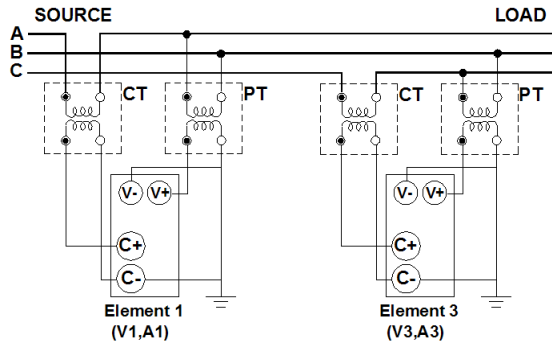 SOURCE LOAD
A
B
C
CT PT CT PT
V- V+ V- V+
C+ C+
C- C-
Element 1 Element 3
(V1,A1) (V3,A3)